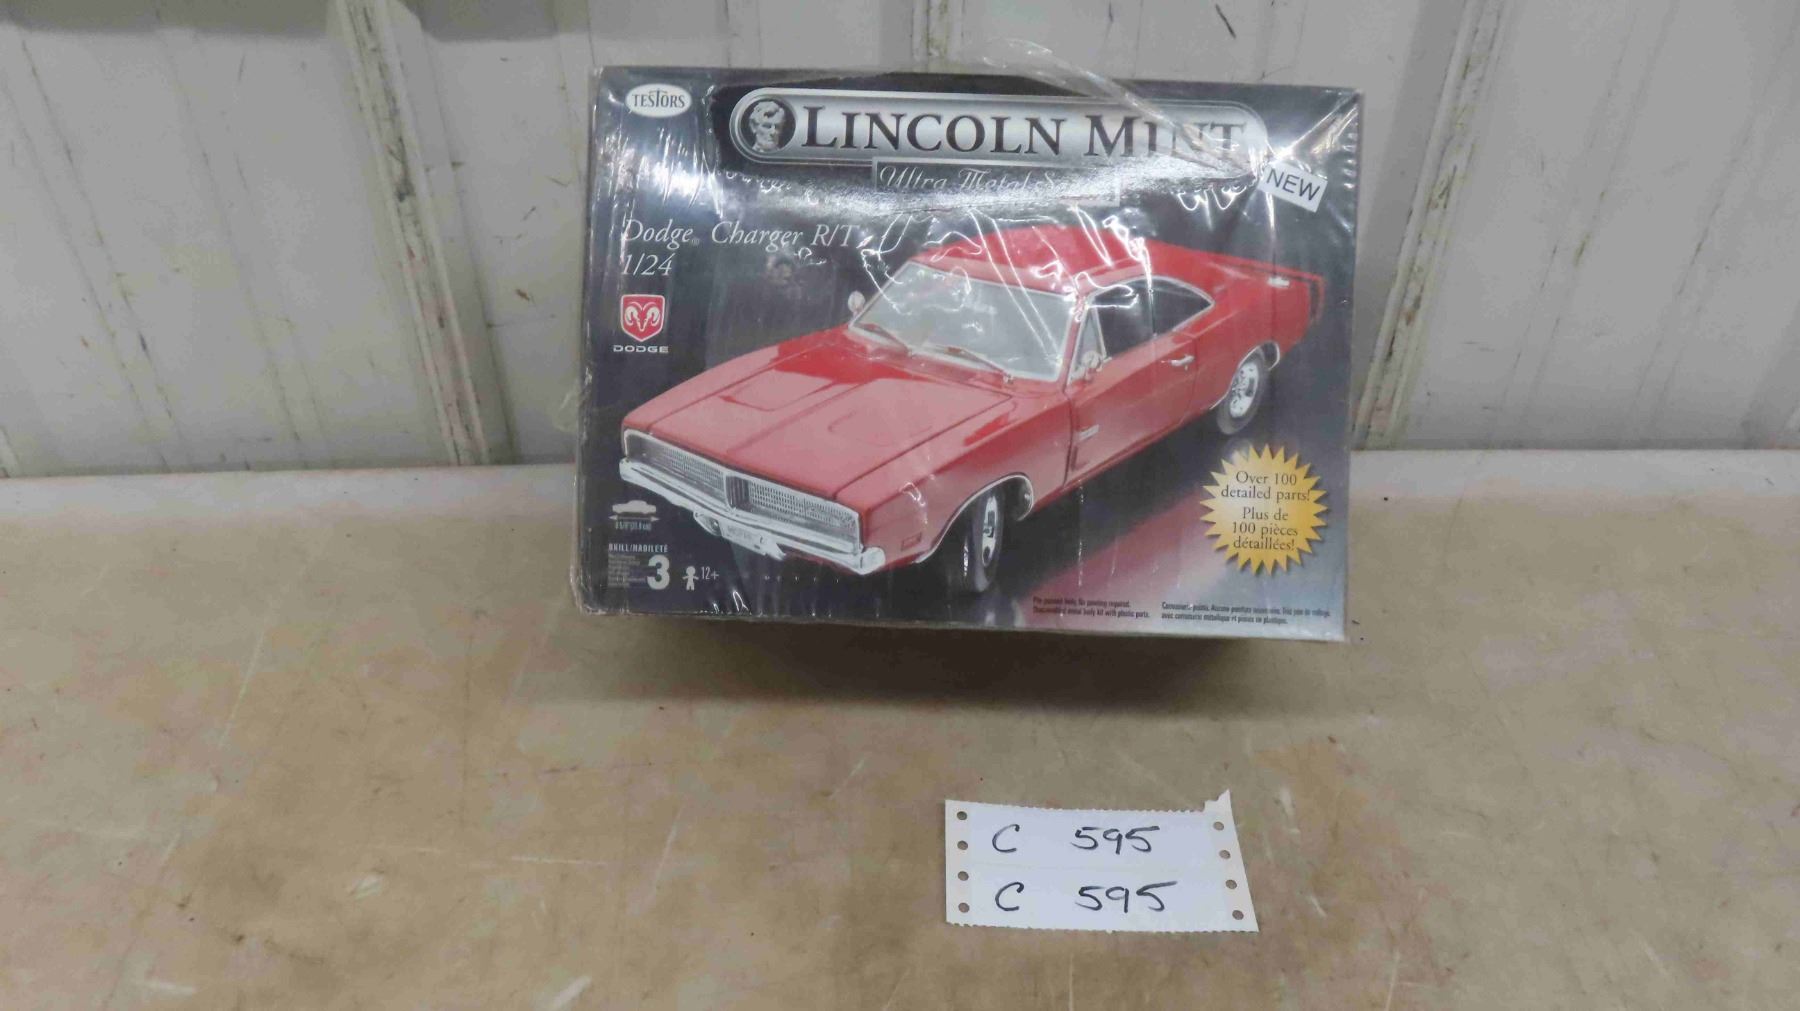 TESTORS
LINCOLN MINT
Ultra Metal
NEW
Dodge® Charger R/T
1/24
DODGE
Over 100
detailed parts!
Plus de
100 pièces
détaillées!
SKILL/HABILETÉ
3
12+
C 595
C 595